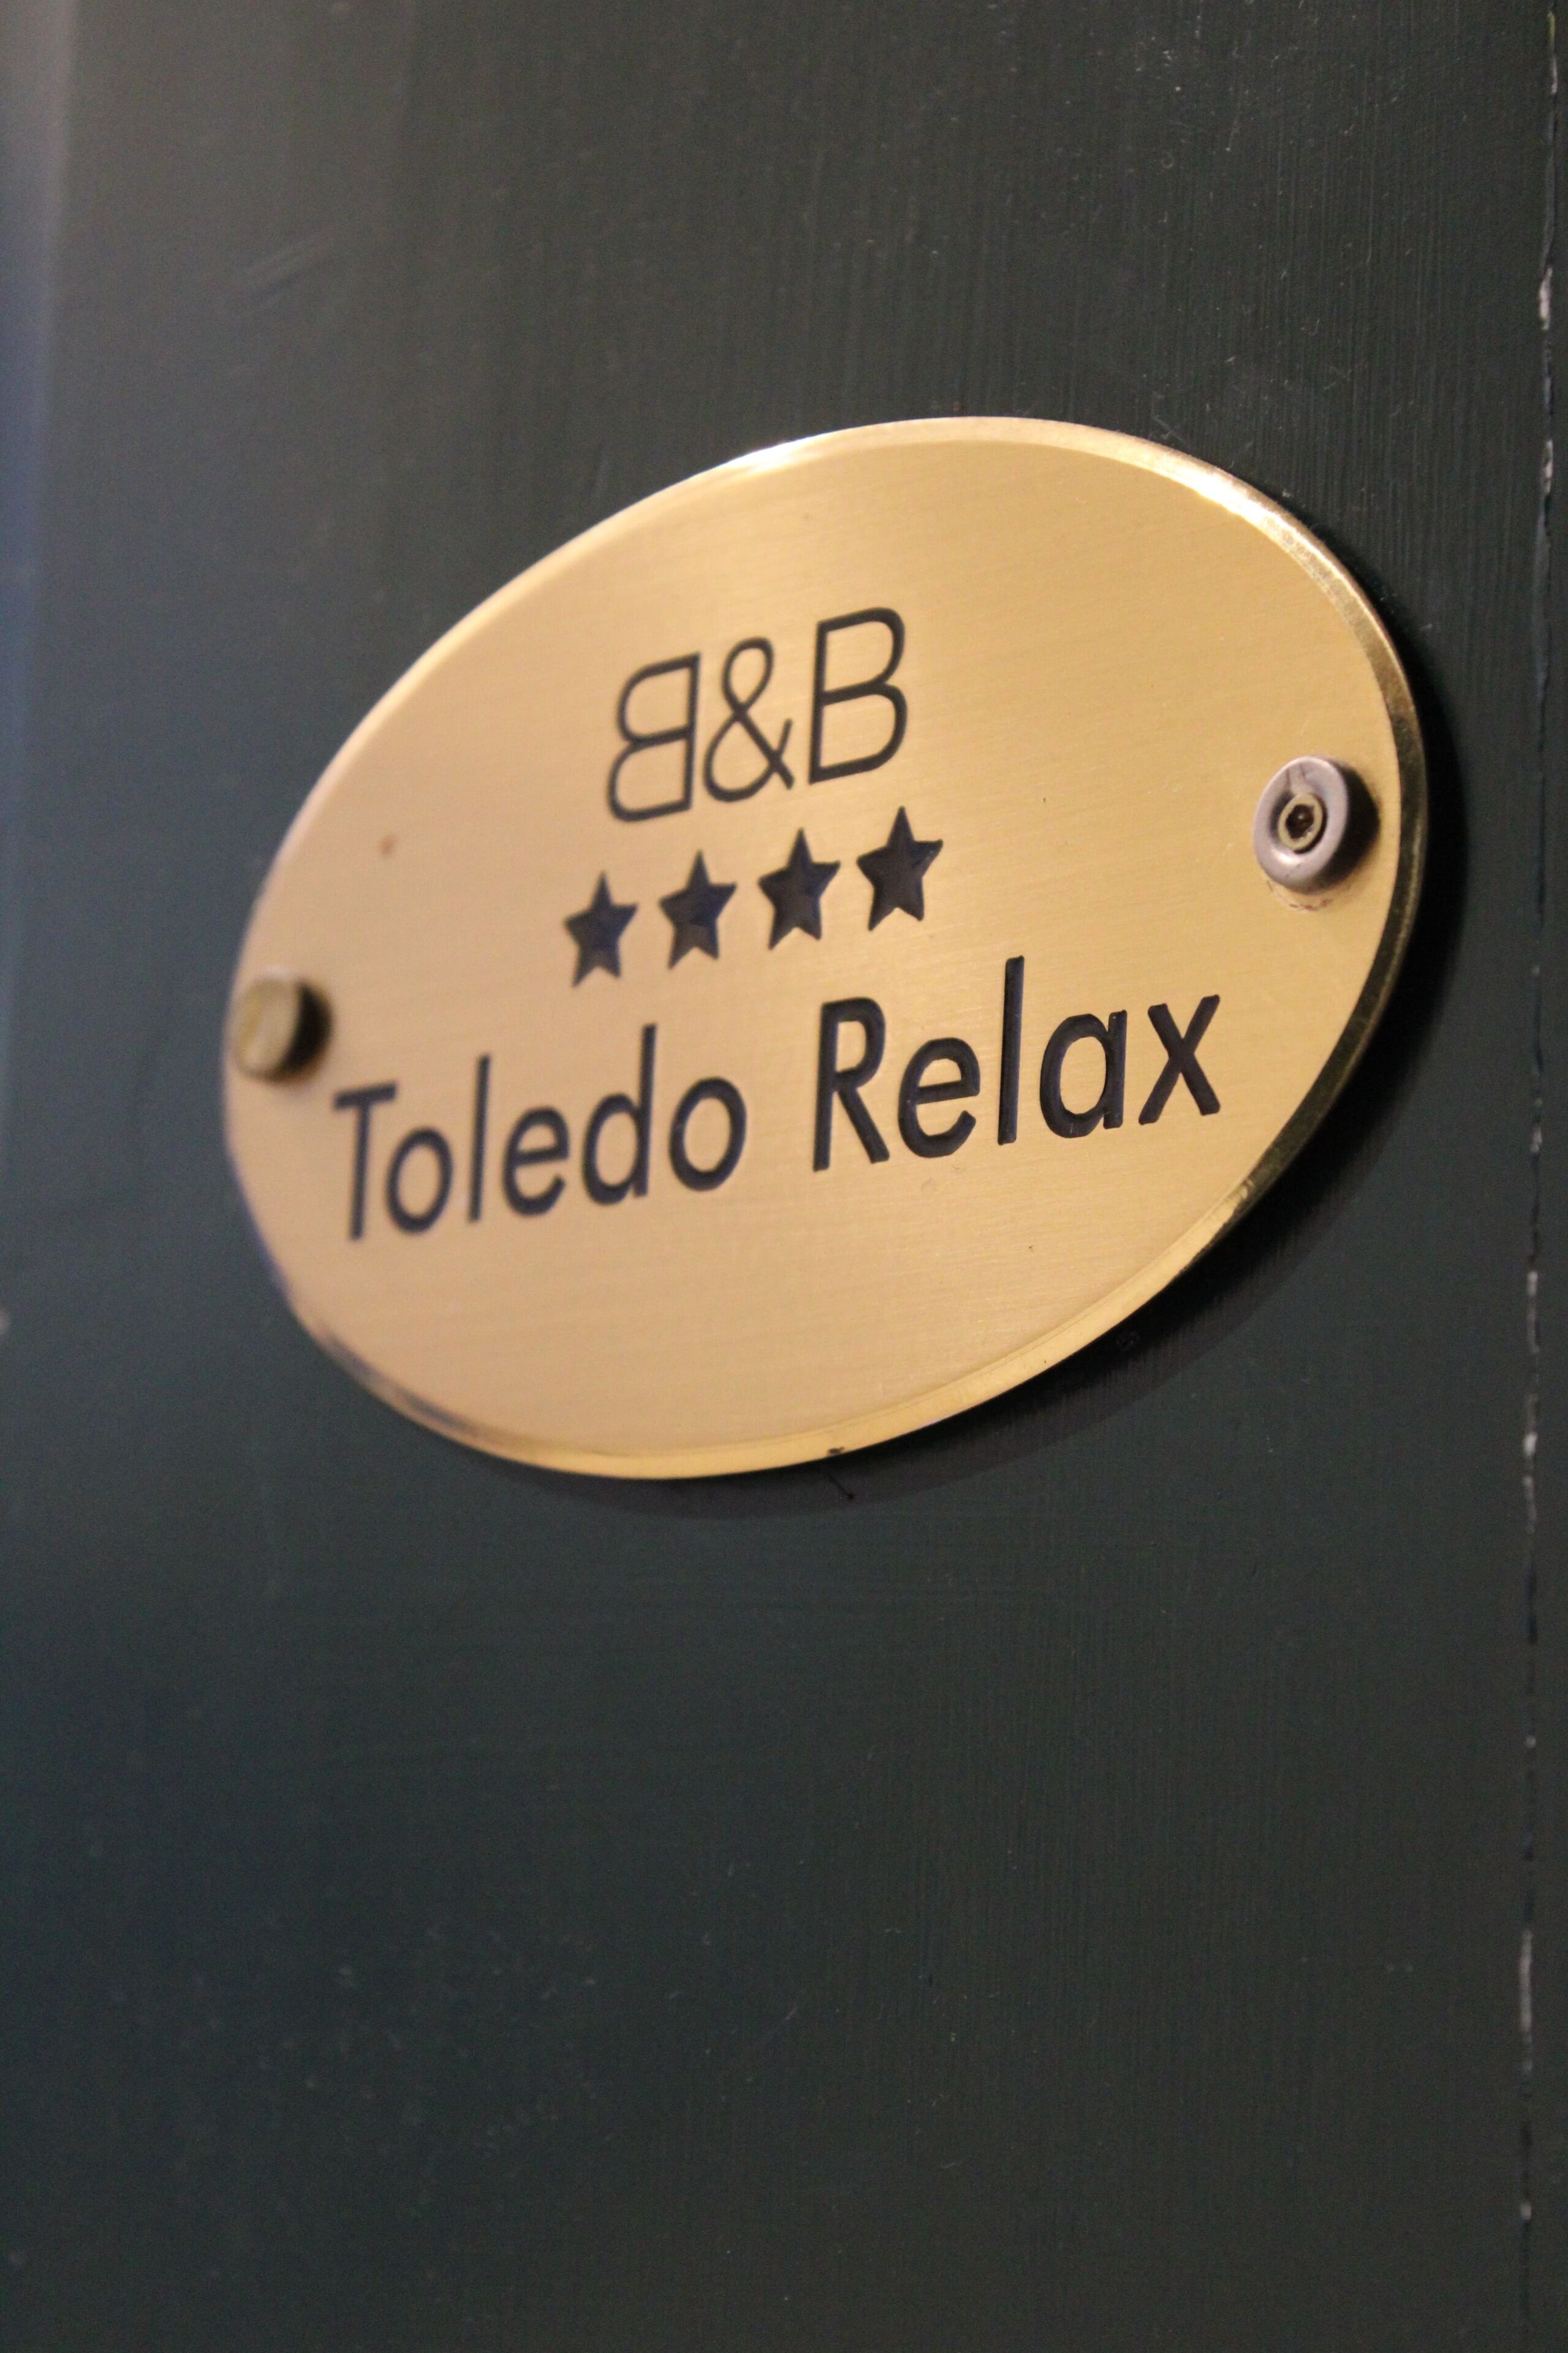 B&B
★★★★
Toledo Relax